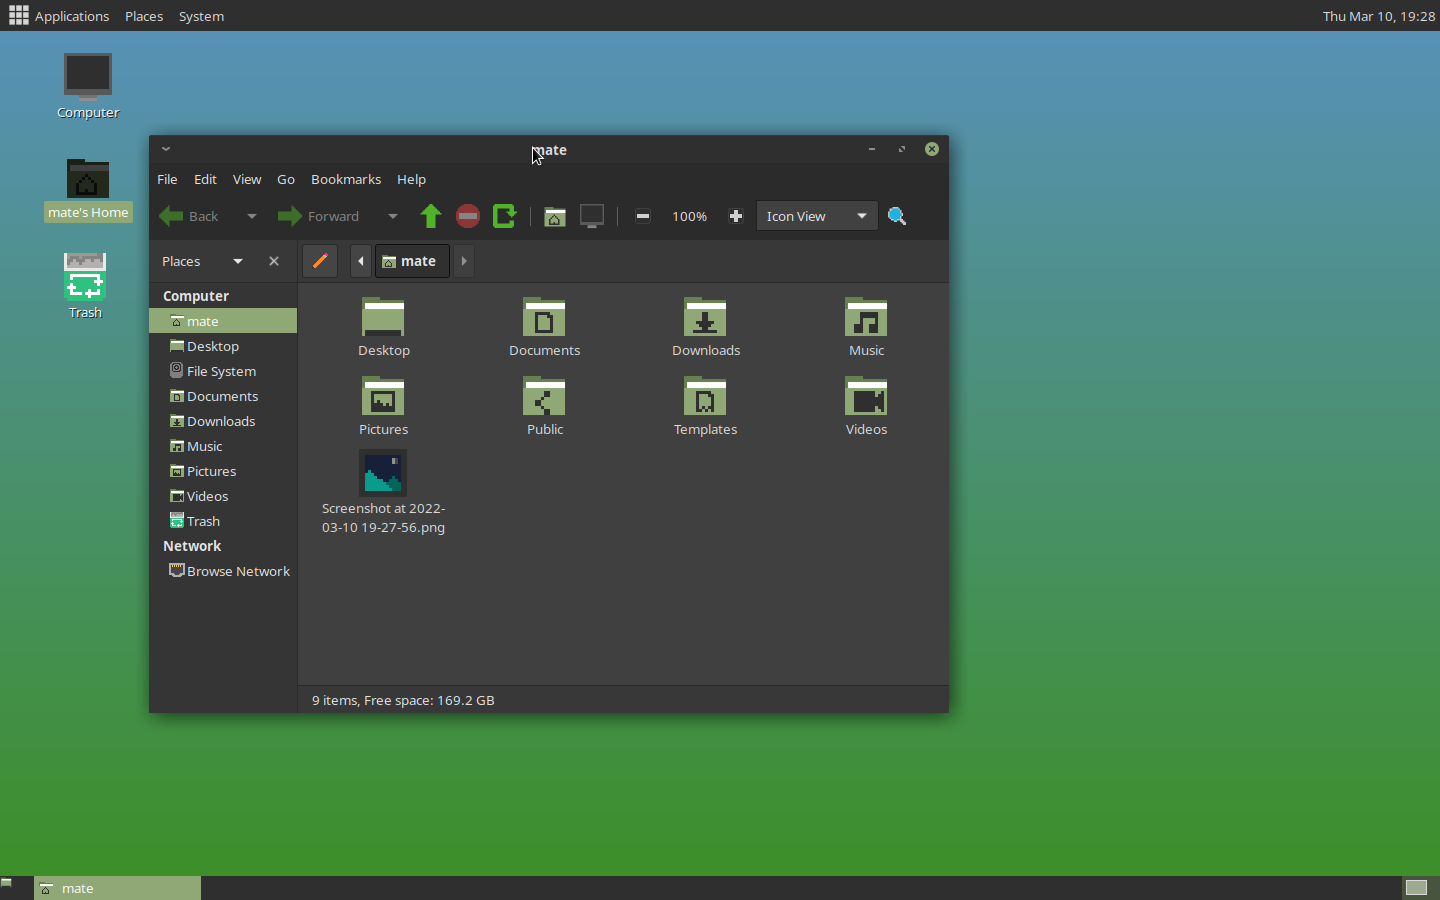 Applications Places System Thu Mar 10, 19:28
Computer
mate's Home
Trash
mate
File Edit View Go Bookmarks Help
Back Forward 100% Icon View
Places mate
Computer
mate
Desktop
File System
Documents
Downloads
Music
Pictures
Videos
Trash
Network
Browse Network
Desktop Documents Downloads Music
Pictures Public Templates Videos
Screenshot at 2022-
03-10 19-27-56.png
9 items, Free space: 169.2 GB
mate